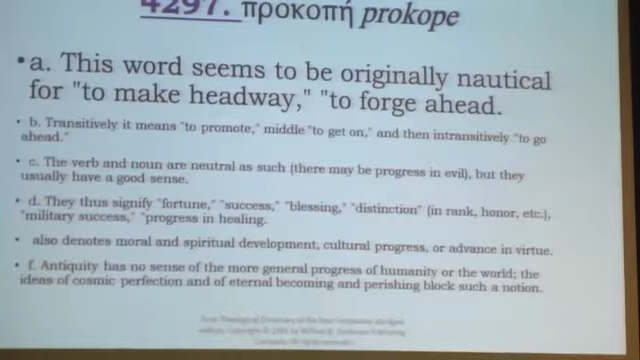 4297. προκοπή prokope
• a. This word seems to be originally nautical
for "to make headway," "to forge ahead.
• b. Transitively it means "to promote," middle "to get on," and then intransitively "to go
ahead."
• c. The verb and noun are neutral as such (there may be progress in evil), but they
usually have a good sense.
• d. They thus signify "fortune," "success," "blessing," "distinction" (in rank, honor, etc.),
"military success," "progress in healing.
• also denotes moral and spiritual development, cultural progress, or advance in virtue.
• f. Antiquity has no sense of the more general progress of humanity or the world; the
ideas of cosmic perfection and of eternal becoming and perishing block such a notion.